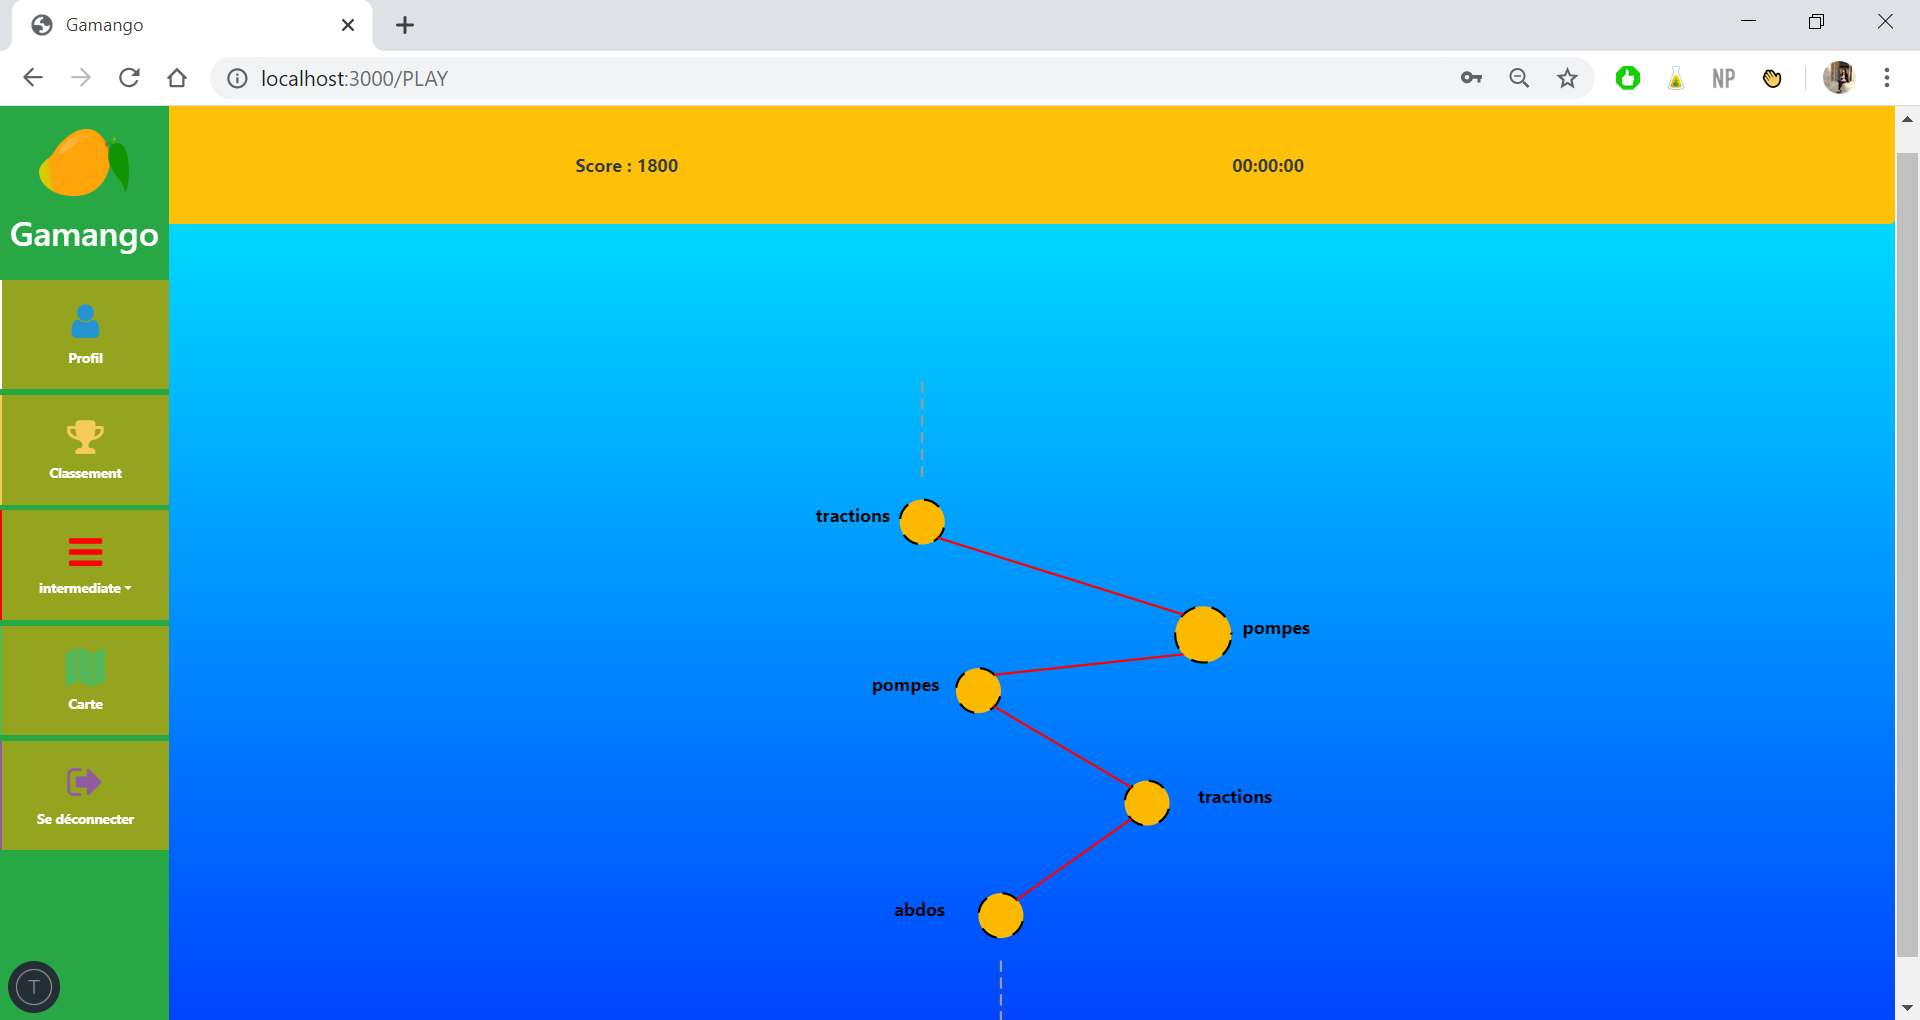 Gamango
localhost:3000/PLAY
NP
Gamango
Score : 1800
00:00:00
Profil
Classement
intermediate
Carte
Se déconnecter
T
tractions
pompes
pompes
tractions
abdos